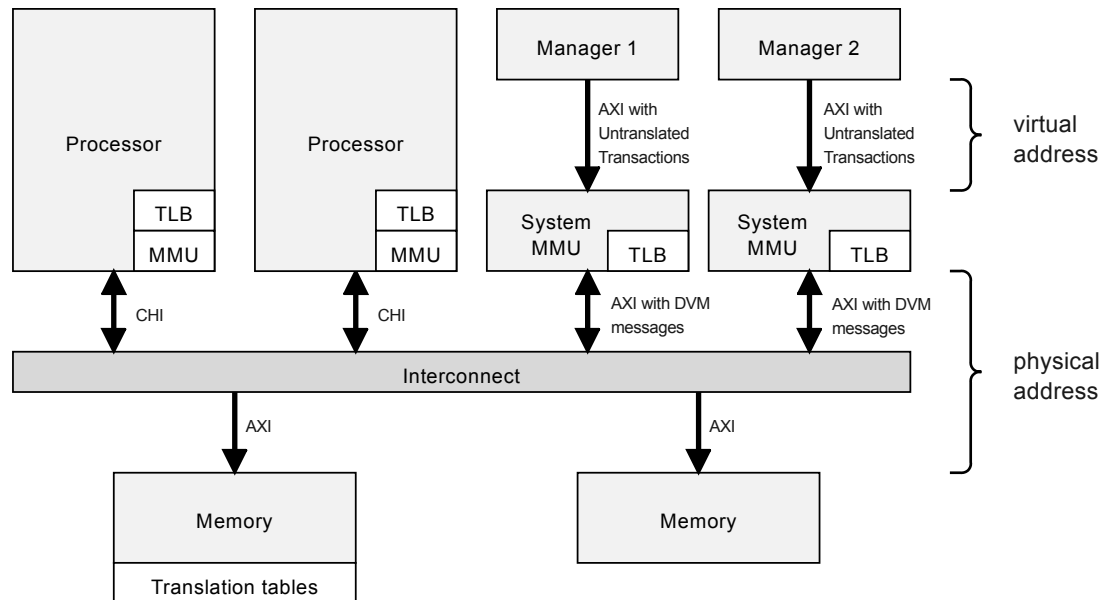 Manager 1
Manager 2
Processor
Processor
AXI with
Untranslated
Transactions
AXI with
Untranslated
Transactions
virtual
address
TLB
MMU
TLB
MMU
System
MMU
TLB
System
MMU
TLB
CHI
CHI
AXI with DVM
messages
AXI with DVM
messages
Interconnect
physical
address
AXI
AXI
Memory
Memory
Translation tables